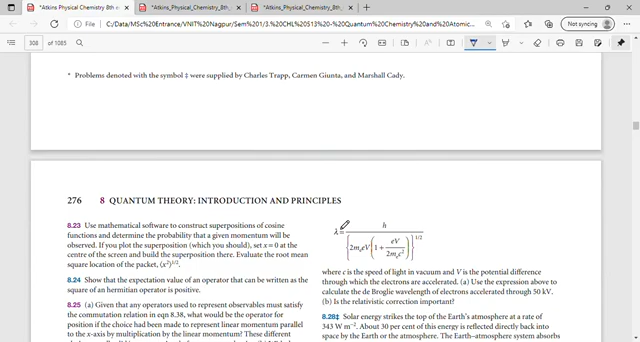 *Atkins Physical Chemistry 8th e
*Atkins_Physical_Chemistry_8th_
*Atkins_Physical_Chemistry_8th_
Not syncing
File C:/Data/MSc%20Entrance/VNIT%20Nagpur/Sem%201/3.%20CHL%20513%20-%20Quantum%20Chemistry%20and%20Atomic...
308 of 1085
* Problems denoted with the symbol ‡ were supplied by Charles Trapp, Carmen Giunta, and Marshall Cady.
276 8 QUANTUM THEORY: INTRODUCTION AND PRINCIPLES
8.23 Use mathematical software to construct superpositions of cosine
functions and determine the probability that a given momentum will be
observed. If you plot the superposition (which you should), set x = 0 at the
centre of the screen and build the superposition there. Evaluate the root mean
square location of the packet, ⟨x²⟩^1/2.
8.24 Show that the expectation value of an operator that can be written as the
square of an hermitian operator is positive.
8.25 (a) Given that any operators used to represent observables must satisfy
the commutation relation in eqn 8.38, what would be the operator for
position if the choice had been made to represent linear momentum parallel
to the x-axis by multiplication by the linear momentum? These different
λ = h / {2mₑeV(1 + eV/2mₑc²)}^1/2
where c is the speed of light in vacuum and V is the potential difference
through which the electrons are accelerated. (a) Use the expression above to
calculate the de Broglie wavelength of electrons accelerated through 50 kV.
(b) Is the relativistic correction important?
8.28‡ Solar energy strikes the top of the Earth's atmosphere at a rate of
343 W m⁻². About 30 per cent of this energy is reflected directly back into
space by the Earth or the atmosphere. The Earth–atmosphere system absorbs